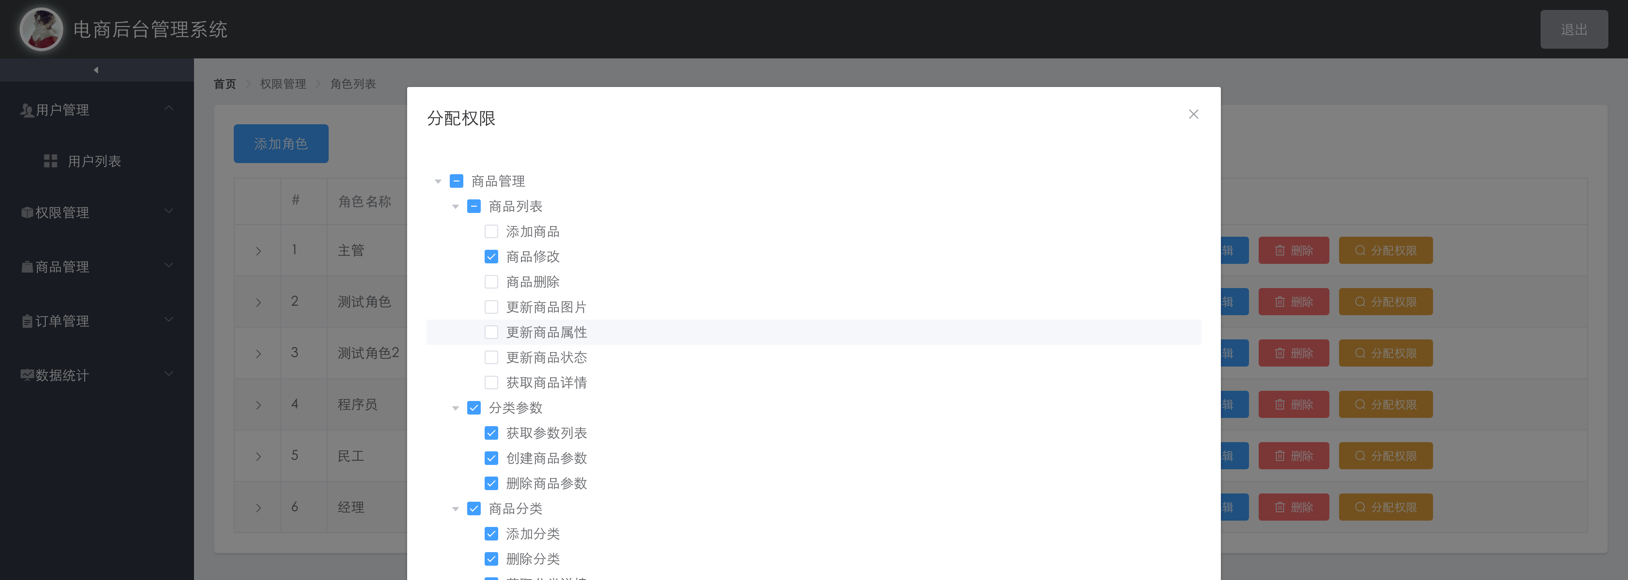 电商后台管理系统
退出
首页 权限管理 角色列表
用户管理
用户列表
权限管理
商品管理
订单管理
数据统计
添加角色
# 角色名称
1 主管 辑 删除 分配权限
2 测试角色 辑 删除 分配权限
3 测试角色2 辑 删除 分配权限
4 程序员 辑 删除 分配权限
5 民工 辑 删除 分配权限
6 经理 辑 删除 分配权限
分配权限
商品管理
商品列表
添加商品
商品修改
商品删除
更新商品图片
更新商品属性
更新商品状态
获取商品详情
分类参数
获取参数列表
创建商品参数
删除商品参数
商品分类
添加分类
删除分类